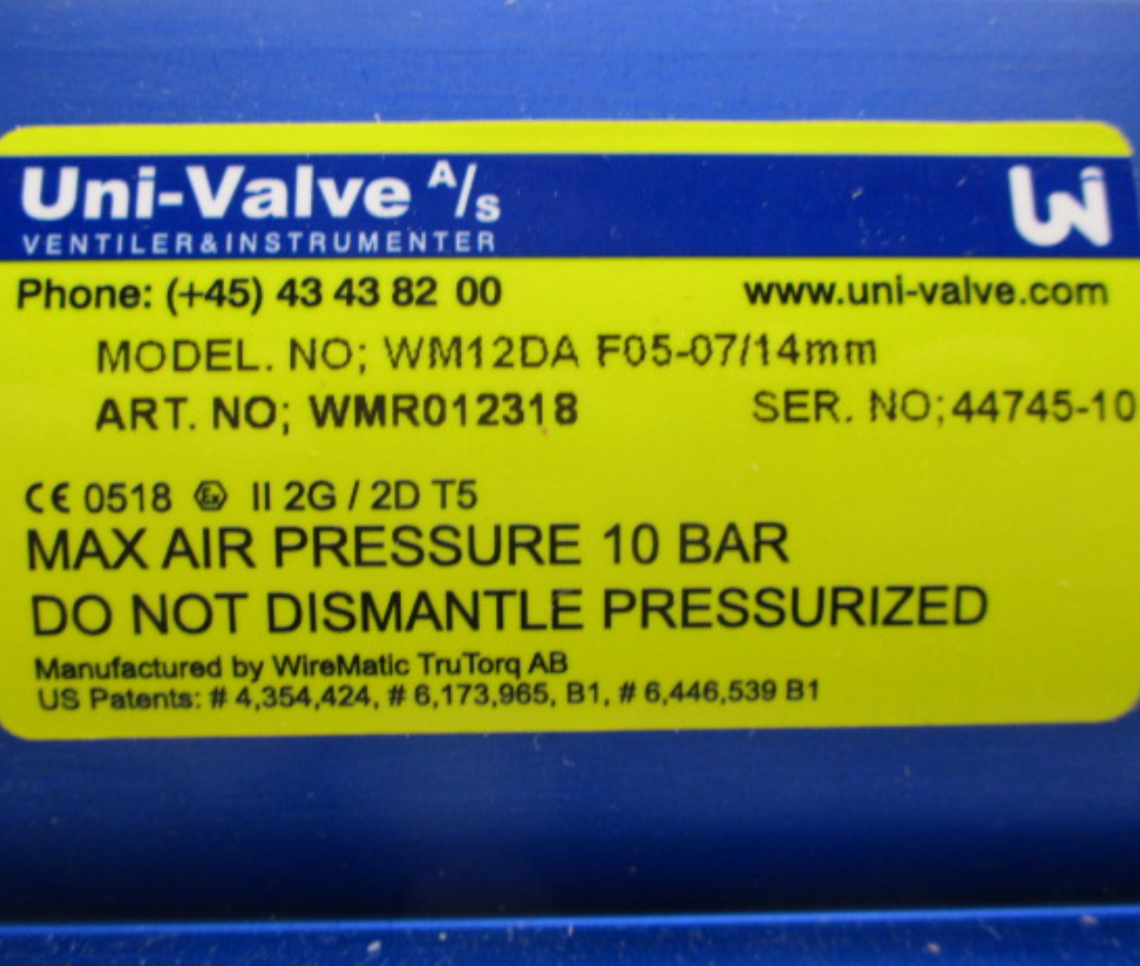 Uni-Valve A/s
VENTILER&INSTRUMENTER
Phone: (+45) 43 43 82 00 www.uni-valve.com
MODEL. NO; WM12DA F05-07/14mm
ART. NO; WMR012318 SER. NO;44745-10
CE 0518 Ex II 2G / 2D T5
MAX AIR PRESSURE 10 BAR
DO NOT DISMANTLE PRESSURIZED
Manufactured by WireMatic TruTorq AB
US Patents: # 4,354,424, # 6,173,965, B1, # 6,446,539 B1